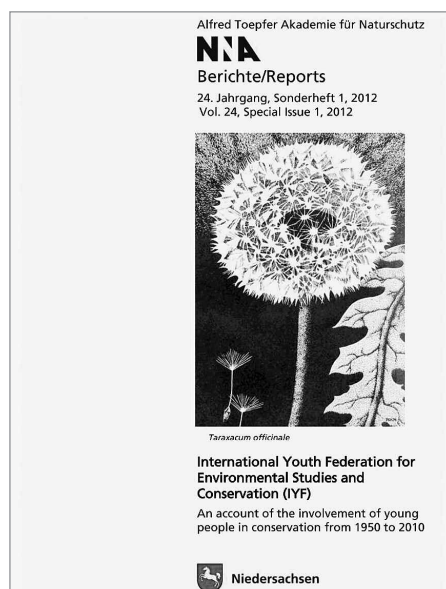 Alfred Toepfer Akademie für Naturschutz
NNA
Berichte/Reports
24. Jahrgang, Sonderheft 1, 2012
Vol. 24, Special Issue 1, 2012
Taraxacum officinale
International Youth Federation for
Environmental Studies and
Conservation (IYF)
An account of the involvement of young
people in conservation from 1950 to 2010
Niedersachsen